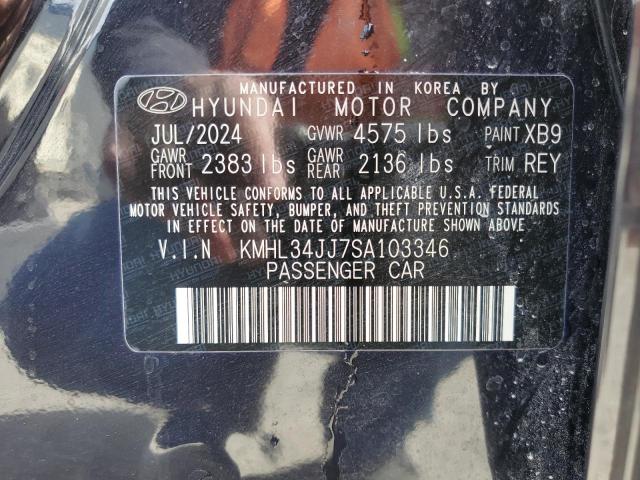 MANUFACTURED IN KOREA BY
HYUNDAI MOTOR COMPANY
JUL/2024 GVWR 4575 lbs PAINT XB9
GAWR FRONT 2383 lbs GAWR REAR 2136 lbs TRIM REY
THIS VEHICLE CONFORMS TO ALL APPLICABLE U.S.A. FEDERAL
MOTOR VEHICLE SAFETY, BUMPER, AND THEFT PREVENTION STANDARDS
IN EFFECT ON THE DATE OF MANUFACTURE SHOWN ABOVE.
V.I.N KMHL34JJ7SA103346
PASSENGER CAR